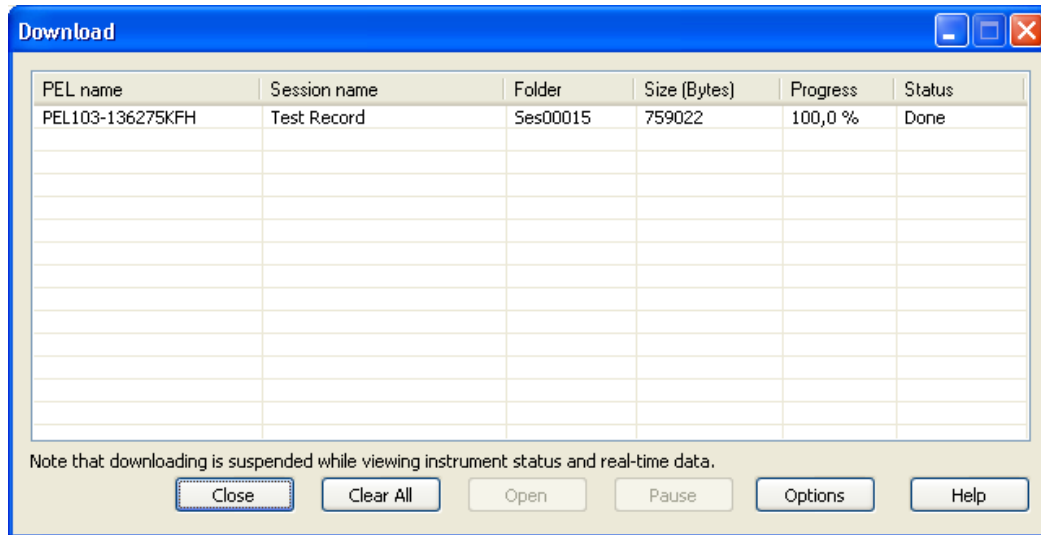 Download
PEL name Session name Folder Size (Bytes) Progress Status
PEL103-136275KFH Test Record Ses00015 759022 100,0 % Done
Note that downloading is suspended while viewing instrument status and real-time data.
Close Clear All Open Pause Options Help